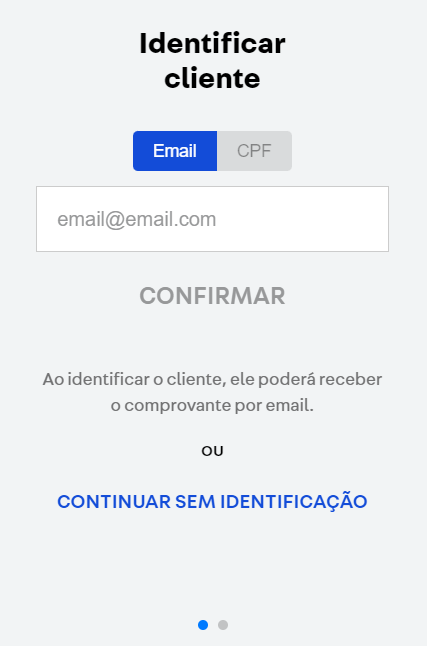 Identificar
cliente
Email CPF
email@email.com
CONFIRMAR
Ao identificar o cliente, ele poderá receber
o comprovante por email.
OU
CONTINUAR SEM IDENTIFICAÇÃO